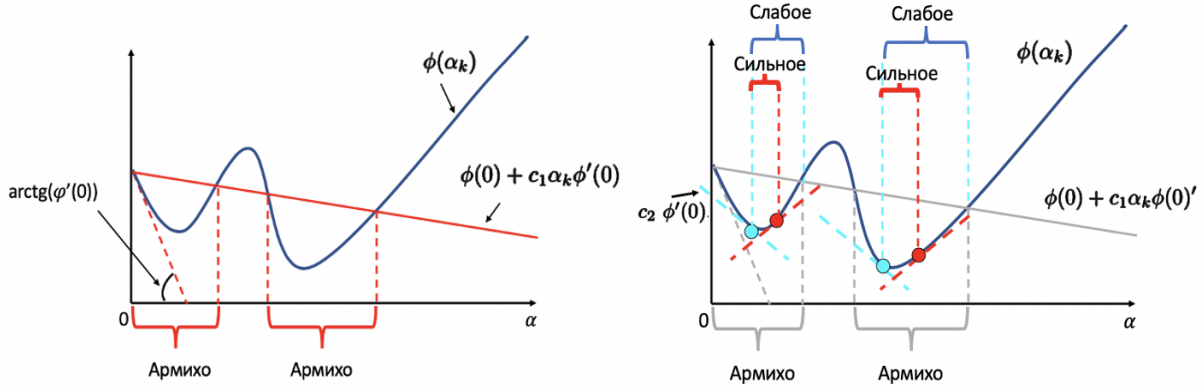 ϕ(αₖ)
ϕ(0) + c₁αₖϕ′(0)
arctg(φ'(0))
0
α
Армихо
Армихо
Слабое
Слабое
Сильное
Сильное
ϕ(αₖ)
c₂ ϕ′(0)
ϕ(0) + c₁αₖϕ(0)′
0
α
Армихо
Армихо